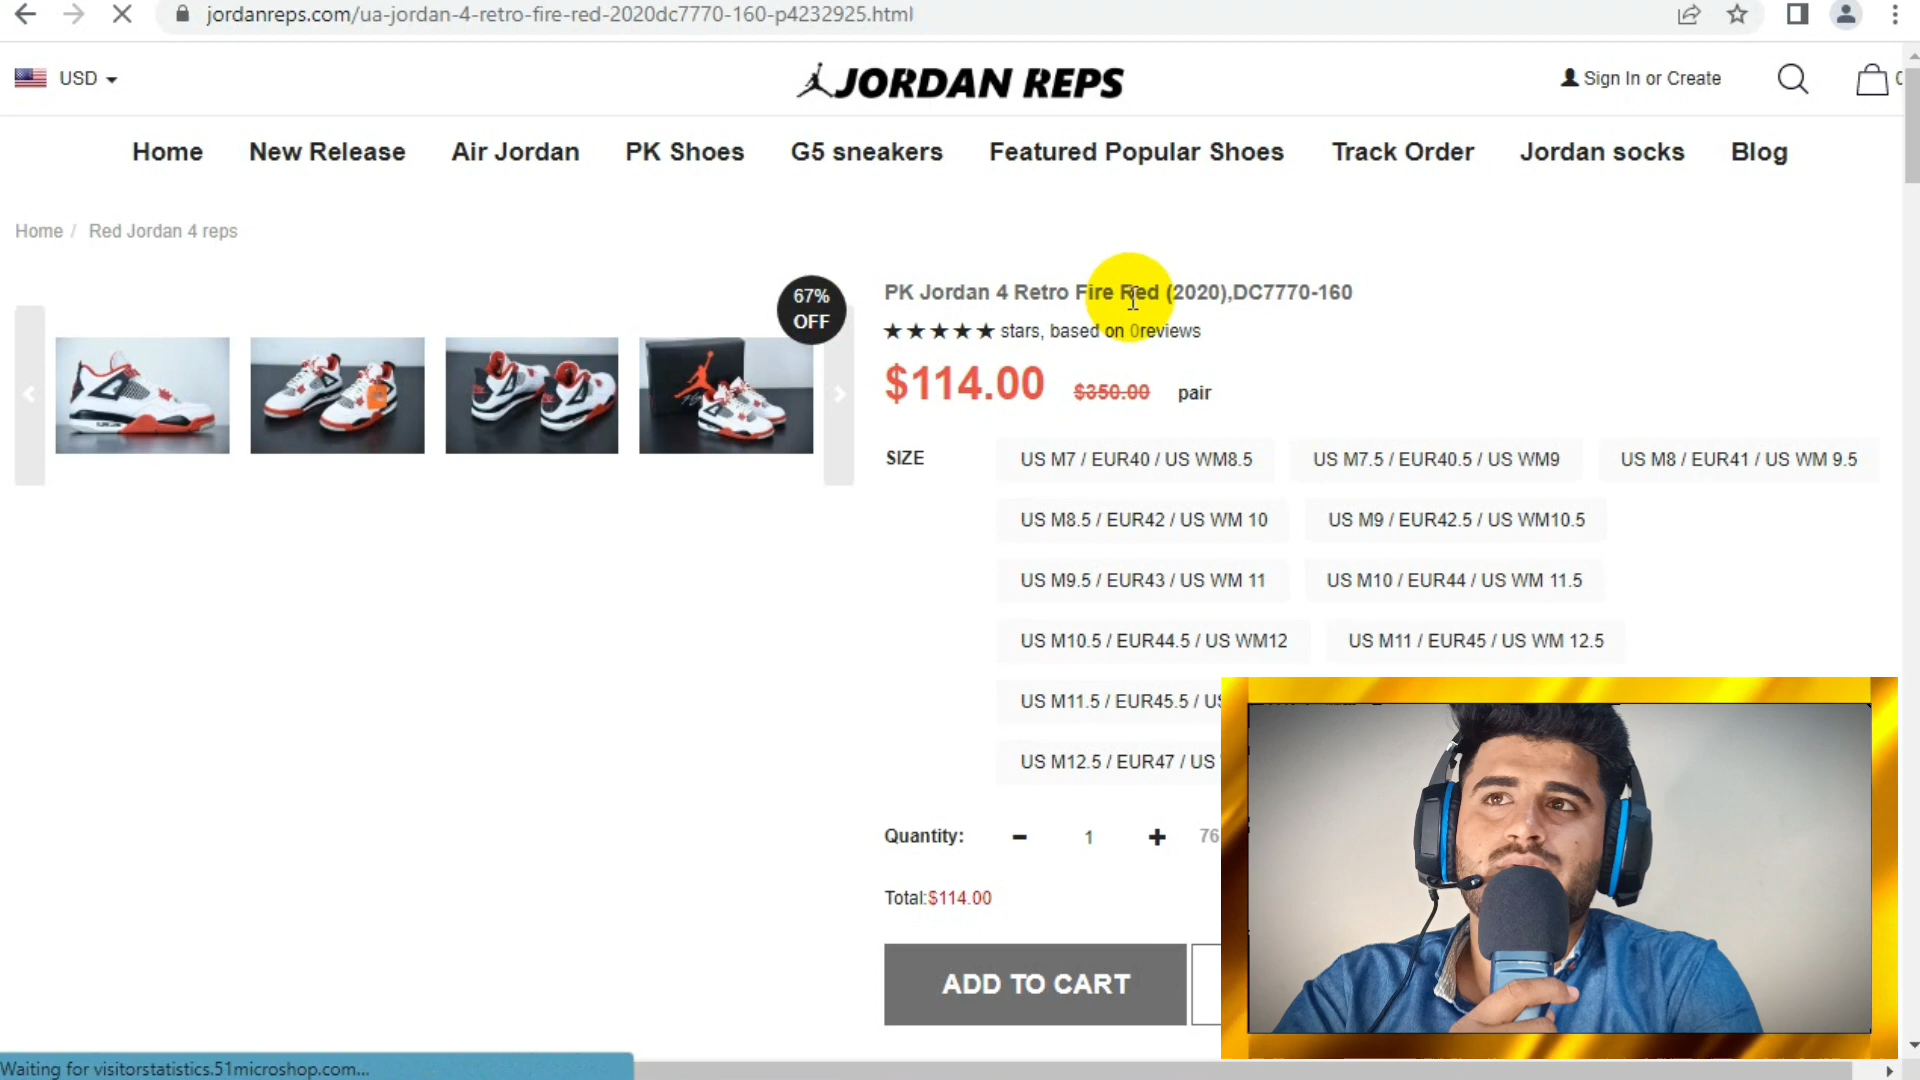 jordanreps.com/ua-jordan-4-retro-fire-red-2020dc7770-160-p4232925.html
USD
JORDAN REPS
Sign In or Create
Home
New Release
Air Jordan
PK Shoes
G5 sneakers
Featured Popular Shoes
Track Order
Jordan socks
Blog
Home / Red Jordan 4 reps
67%
OFF
PK Jordan 4 Retro Fire Red (2020),DC7770-160
★★★★★ stars, based on 0reviews
$114.00 $350.00 pair
SIZE
US M7 / EUR40 / US WM8.5
US M7.5 / EUR40.5 / US WM9
US M8 / EUR41 / US WM 9.5
US M8.5 / EUR42 / US WM 10
US M9 / EUR42.5 / US WM10.5
US M9.5 / EUR43 / US WM 11
US M10 / EUR44 / US WM 11.5
US M10.5 / EUR44.5 / US WM12
US M11 / EUR45 / US WM 12.5
US M11.5 / EUR45.5 / US
US M12.5 / EUR47 / US
Quantity: - 1 + 76
Total:$114.00
ADD TO CART
Waiting for visitorstatistics.51microshop.com...